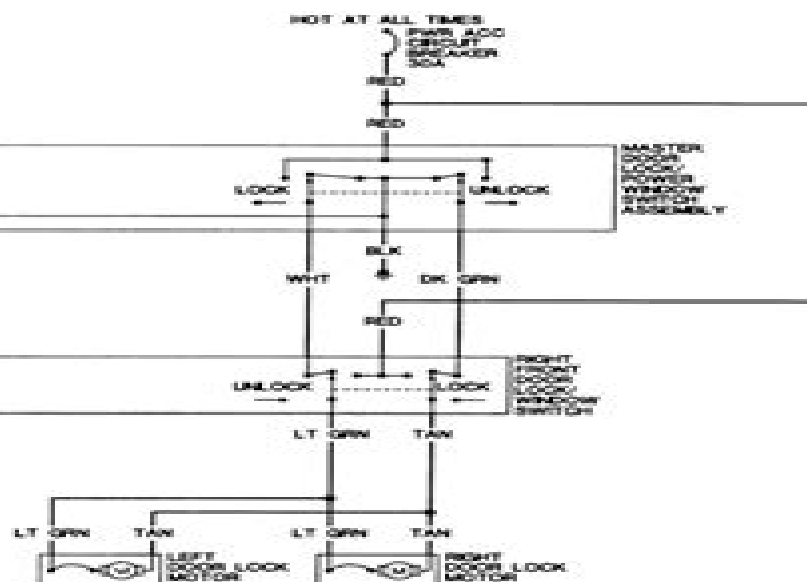 HOT AT ALL TIMES
PWR ACC
CIRCUIT
BREAKER
30A
RED
RED
MASTER
DOOR
LOCK/
POWER
WINDOW
SWITCH
ASSEMBLY
LOCK
UNLOCK
BLK
WHT
DK GRN
RED
RIGHT
FRONT
DOOR
LOCK/
WINDOW
SWITCH
UNLOCK
LOCK
LT GRN
TAN
LT GRN
TAN
LT GRN
TAN
LEFT
DOOR LOCK
MOTOR
M
RIGHT
DOOR LOCK
MOTOR
M